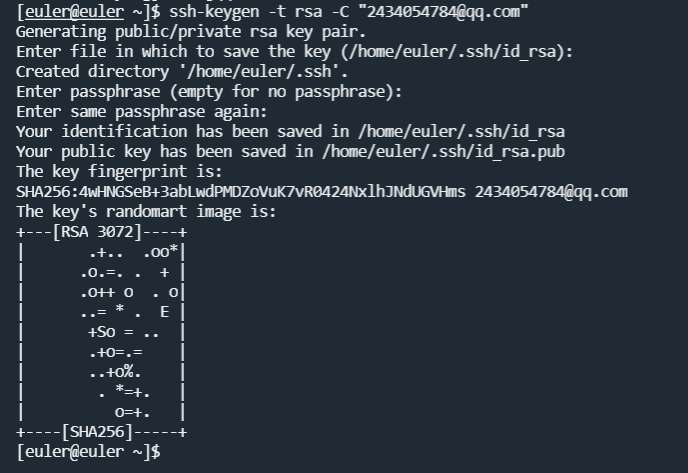 [euler@euler ~]$ ssh-keygen -t rsa -C "2434054784@qq.com"
Generating public/private rsa key pair.
Enter file in which to save the key (/home/euler/.ssh/id_rsa):
Created directory '/home/euler/.ssh'.
Enter passphrase (empty for no passphrase):
Enter same passphrase again:
Your identification has been saved in /home/euler/.ssh/id_rsa
Your public key has been saved in /home/euler/.ssh/id_rsa.pub
The key fingerprint is:
SHA256:4wHNGSeB+3abLwdPMDZoVuK7vR0424NxlhJNdUGVHms 2434054784@qq.com
The key's randomart image is:
+---[RSA 3072]----+
|       .+..  .oo*|
|      .o.=. .  + |
|      .o++ o  . o|
|      ..= * .  E |
|       +So = ..  |
|       .+o=.=    |
|       ..+o%.    |
|        . *=+.   |
|          o=+.   |
+----[SHA256]-----+
[euler@euler ~]$